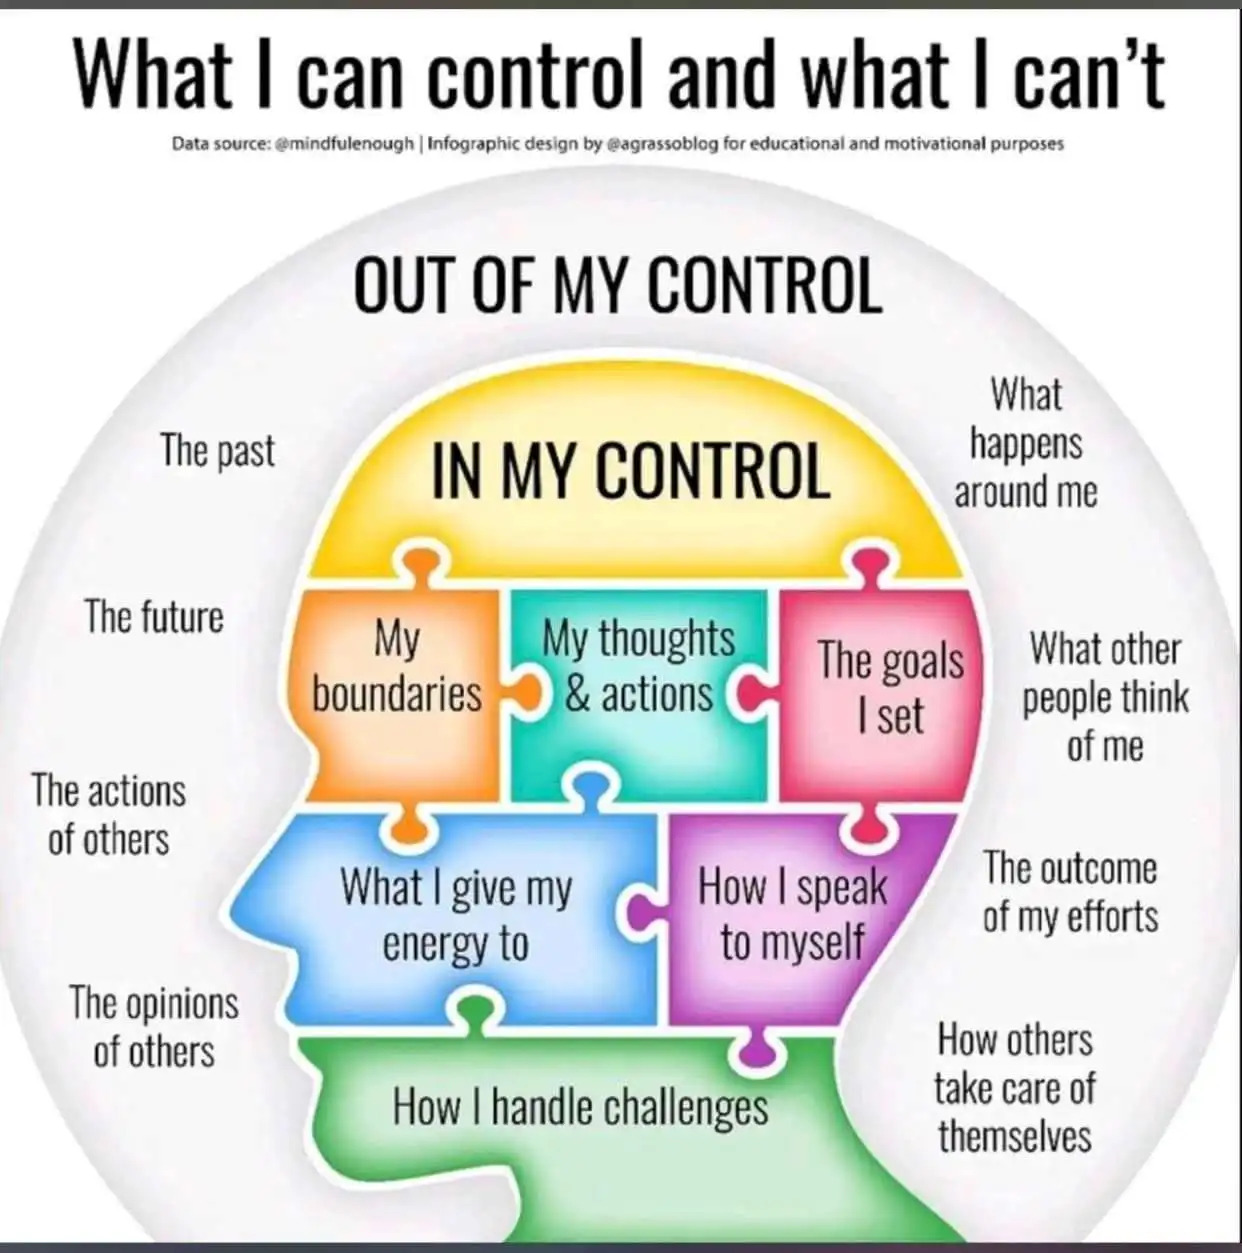 What I can control and what I can't
Data source: @mindfulenough | Infographic design by @agrassoblog for educational and motivational purposes
OUT OF MY CONTROL
IN MY CONTROL
The past
The future
The actions
of others
The opinions
of others
What
happens
around me
What other
people think
of me
The outcome
of my efforts
How others
take care of
themselves
My
boundaries
My thoughts
& actions
The goals
I set
What I give my
energy to
How I speak
to myself
How I handle challenges